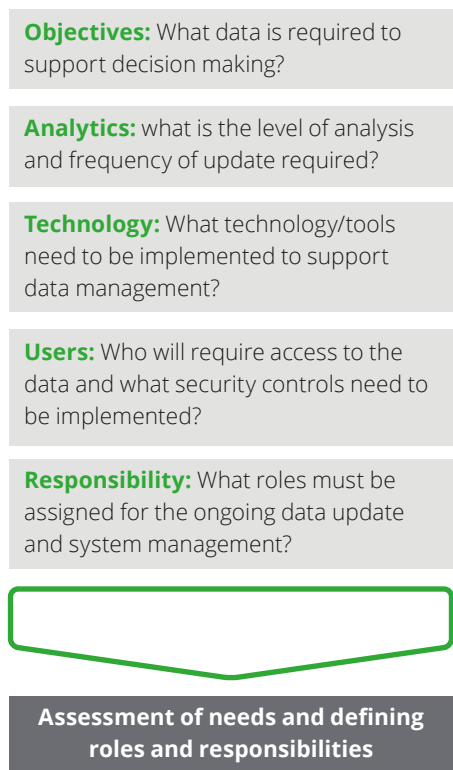 Objectives: What data is required to
support decision making?
Analytics: what is the level of analysis
and frequency of update required?
Technology: What technology/tools
need to be implemented to support
data management?
Users: Who will require access to the
data and what security controls need to
be implemented?
Responsibility: What roles must be
assigned for the ongoing data update
and system management?
Assessment of needs and defining
roles and responsibilities